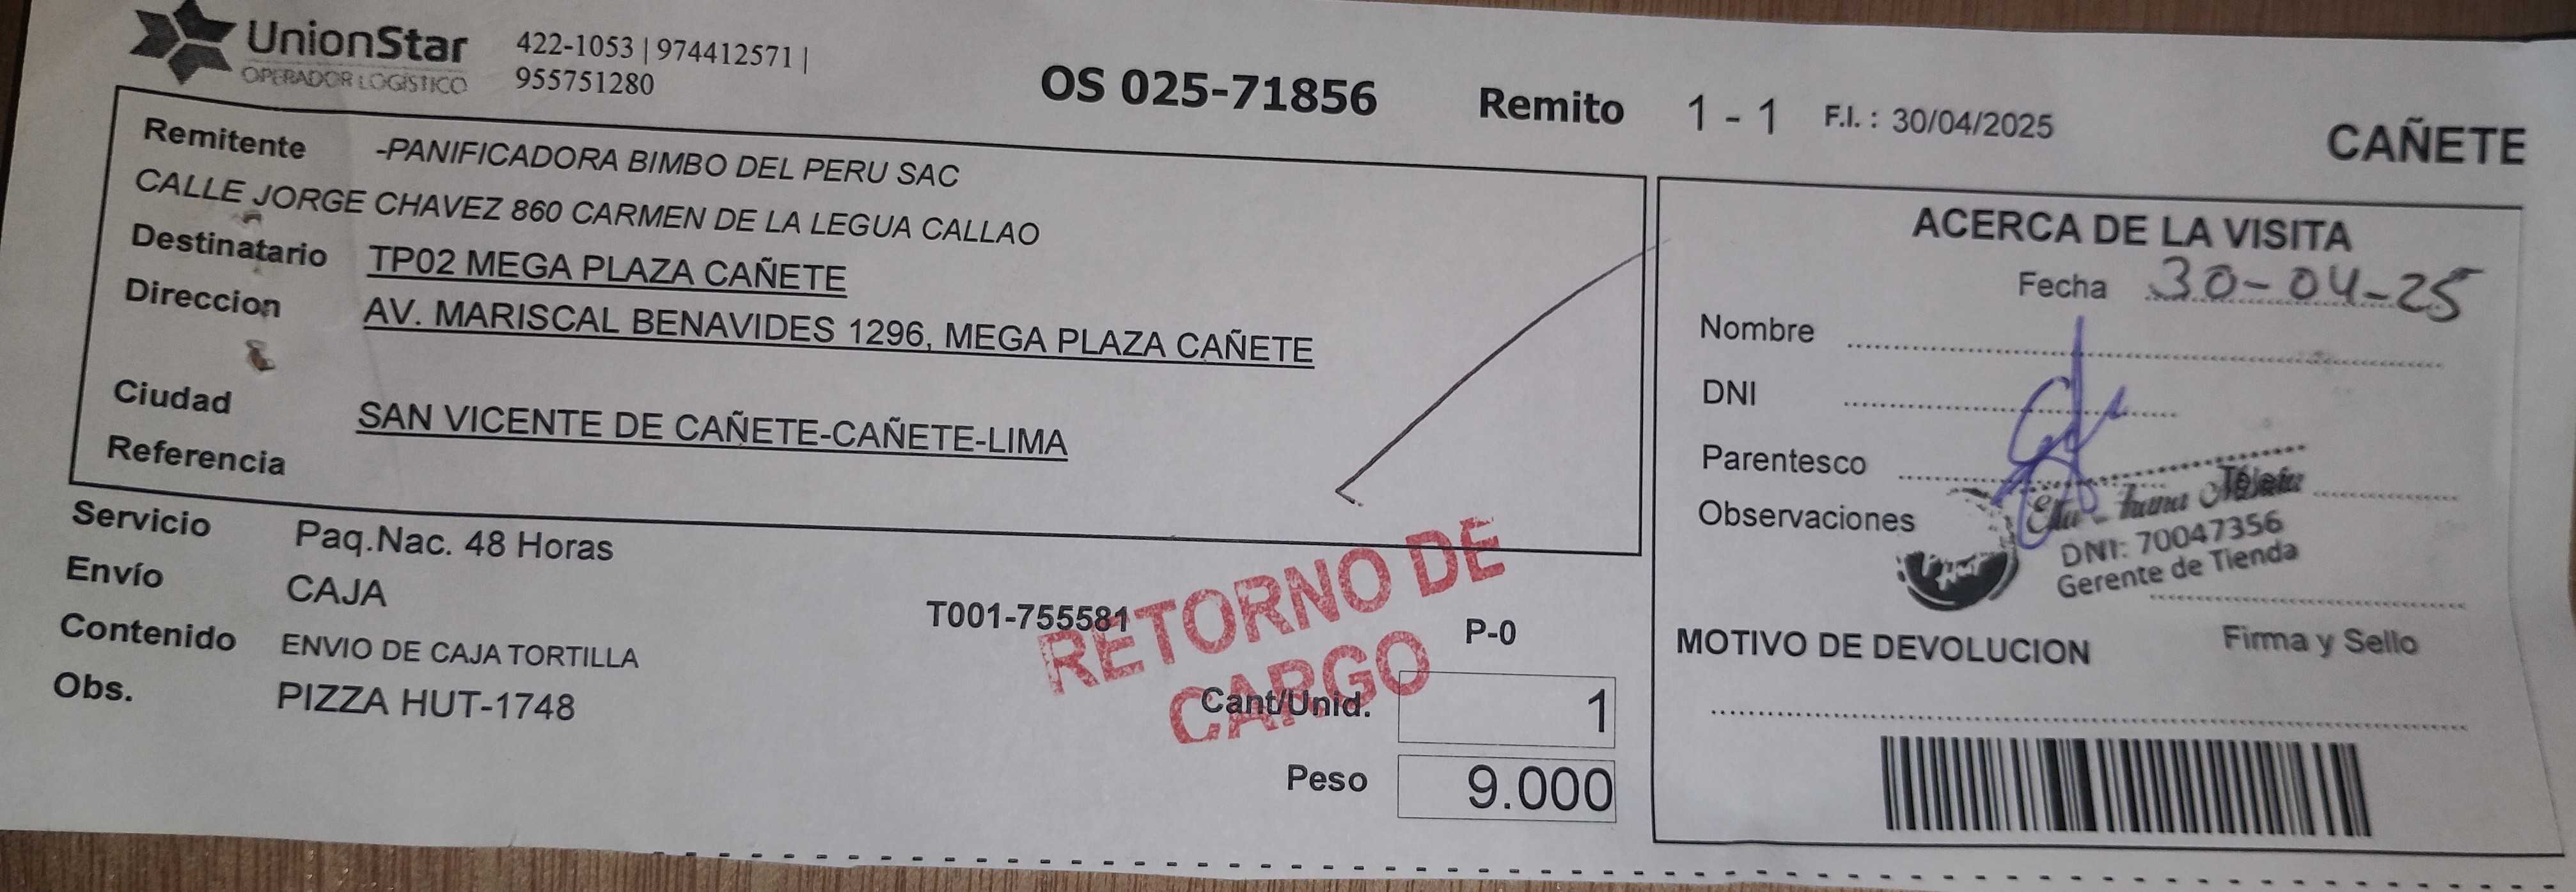 UnionStar
OPERADOR LOGÍSTICO
422-1053 | 974412571 |
955751280
OS 025-71856
Remito 1 - 1
F.I. : 30/04/2025
CAÑETE
Remitente -PANIFICADORA BIMBO DEL PERU SAC
CALLE JORGE CHAVEZ 860 CARMEN DE LA LEGUA CALLAO
Destinatario TP02 MEGA PLAZA CAÑETE
Direccion AV. MARISCAL BENAVIDES 1296, MEGA PLAZA CAÑETE
Ciudad SAN VICENTE DE CAÑETE-CAÑETE-LIMA
Referencia
Servicio Paq.Nac. 48 Horas
Envío CAJA
Contenido ENVIO DE CAJA TORTILLA
Obs. PIZZA HUT-1748
T001-755581
RETORNO DE
CARGO
P-0
Cant/Unid. 1
Peso 9.000
ACERCA DE LA VISITA
Fecha 30-04-25
Nombre
DNI
Parentesco
Observaciones
DNI: 70047356
Gerente de Tienda
Firma y Sello
MOTIVO DE DEVOLUCION